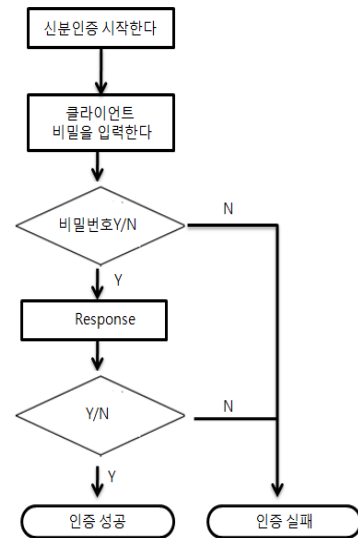 신분인증 시작한다
클라이언트
비밀을 입력한다
비밀번호Y/N
N
Y
Response
Y/N
N
Y
인증 성공
인증 실패